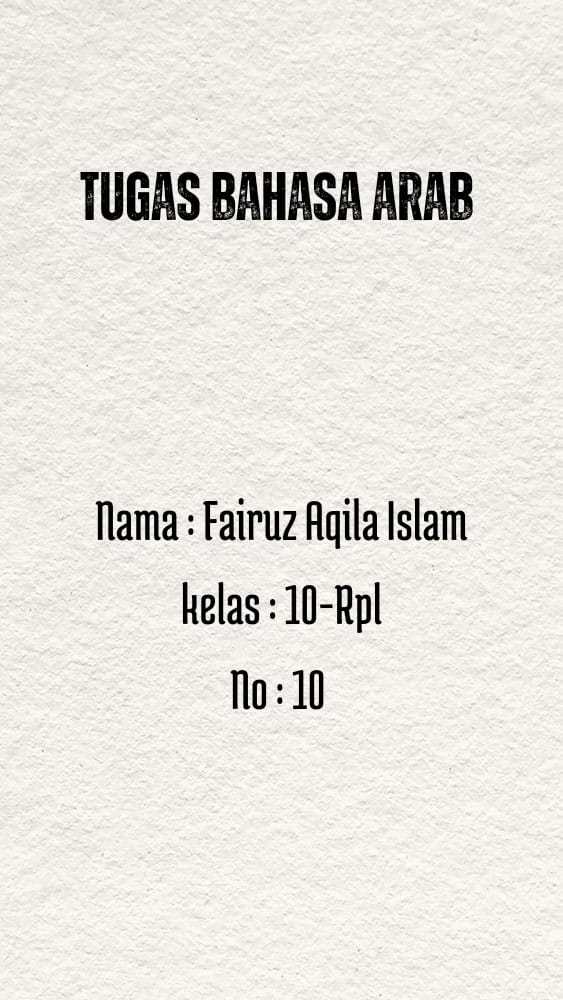 TUGAS BAHASA ARAB
Nama : Fairuz Aqila Islam
kelas : 10-Rpl
No : 10